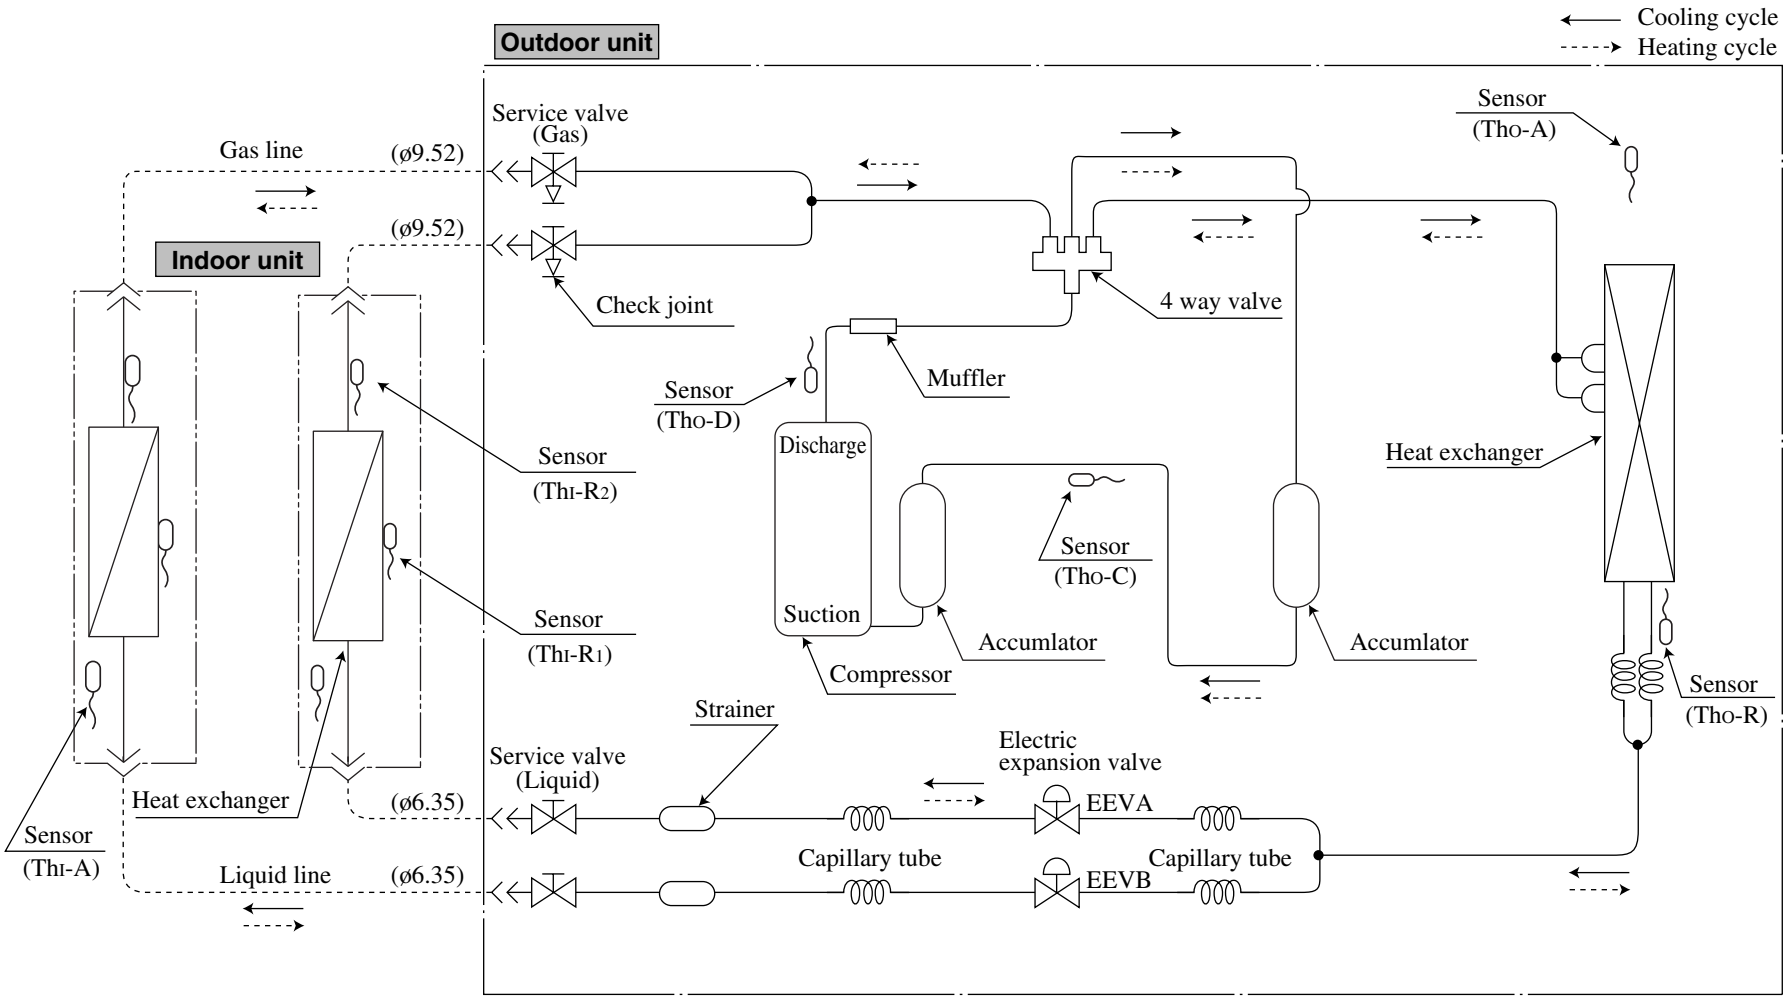 Outdoor unit
Cooling cycle
Heating cycle
Sensor
(Tho-A)
Service valve
(Gas)
Gas line
(ø9.52)
(ø9.52)
Indoor unit
Check joint
4 way valve
Muffler
Sensor
(Tho-D)
Discharge
Heat exchanger
Sensor
(ThI-R2)
Sensor
(Tho-C)
Suction
Sensor
(ThI-R1)
Accumlator
Accumlator
Compressor
Sensor
(Tho-R)
Strainer
Service valve
(Liquid)
Electric
expansion valve
Heat exchanger
(ø6.35)
EEVA
Sensor
(ThI-A)
Capillary tube
Capillary tube
Liquid line
(ø6.35)
EEVB